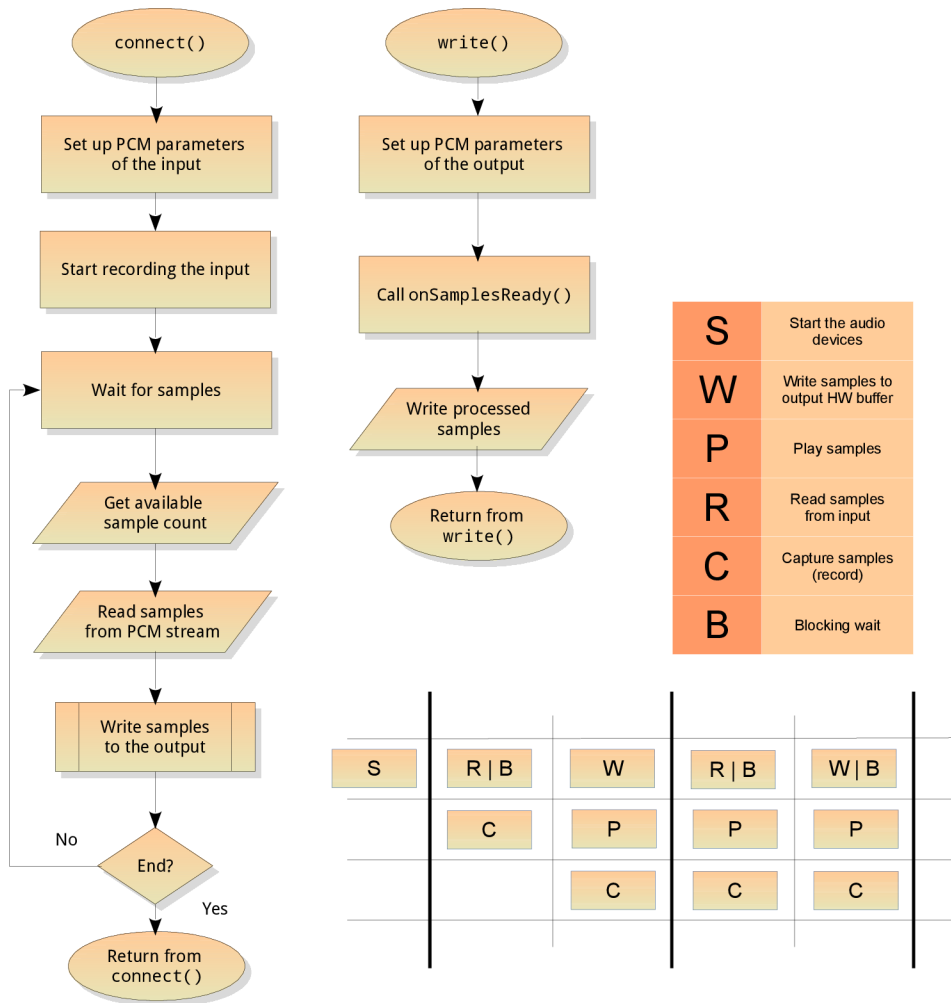 connect()
Set up PCM parameters
of the input
Start recording the input
Wait for samples
Get available
sample count
Read samples
from PCM stream
Write samples
to the output
No
End?
Yes
Return from
connect()
write()
Set up PCM parameters
of the output
Call onSamplesReady()
Write processed
samples
Return from
write()
S
Start the audio
devices
W
Write samples to
output HW buffer
P
Play samples
R
Read samples
from input
C
Capture samples
(record)
B
Blocking wait
S
R | B
W
R | B
W | B
C
P
P
P
C
C
C